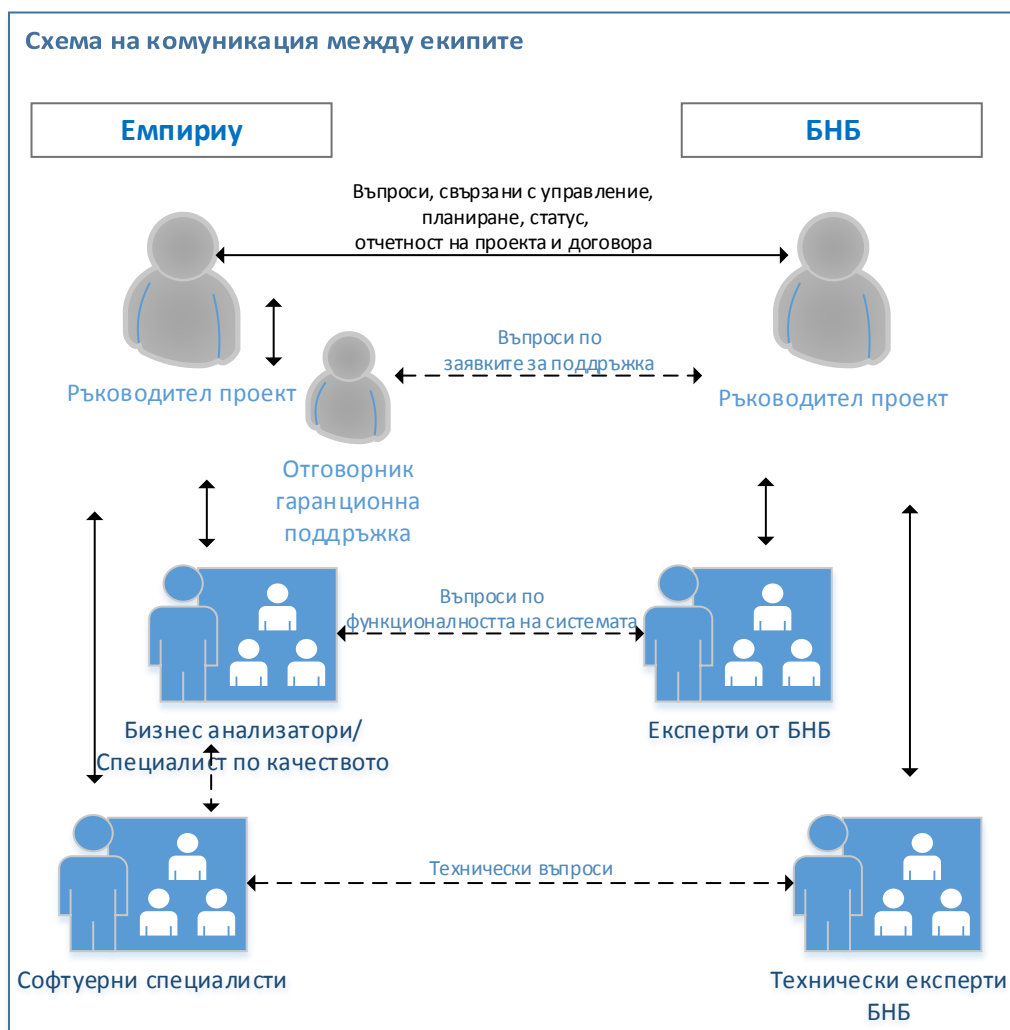 Схема на комуникация между екипите
Емпириу
БНБ
Въпроси, свързани с управление,
планиране, статус,
отчетност на проекта и договора
Въпроси по
заявките за поддръжка
Ръководител проект
Ръководител проект
Отговорник
гаранционна
поддръжка
Въпроси по
функционалността на системата
Бизнес анализатори/
Специалист по качеството
Експерти от БНБ
Технически въпроси
Софтуерни специалисти
Технически експерти
БНБ